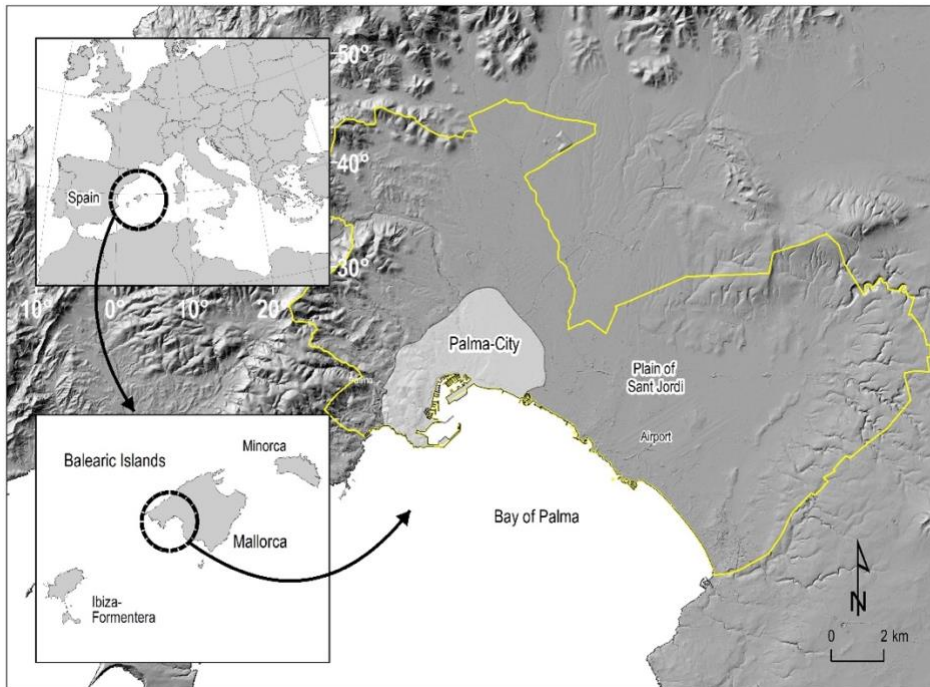 50°
40°
30°
Spain
10°
0°
10°
20°
Palma-City
Plain of
Sant Jordi
Airport
Bay of Palma
Balearic Islands
Minorca
Mallorca
Ibiza-
Formentera
N
0 2 km